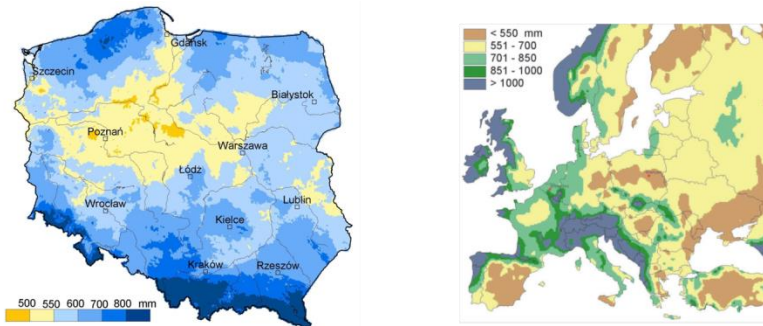 Gdańsk
Szczecin
Białystok
Poznań
Warszawa
Łódź
Wrocław
Lublin
Kielce
Kraków
Rzeszów
500 550 600 700 800 mm
< 550 mm
551 - 700
701 - 850
851 - 1000
> 1000